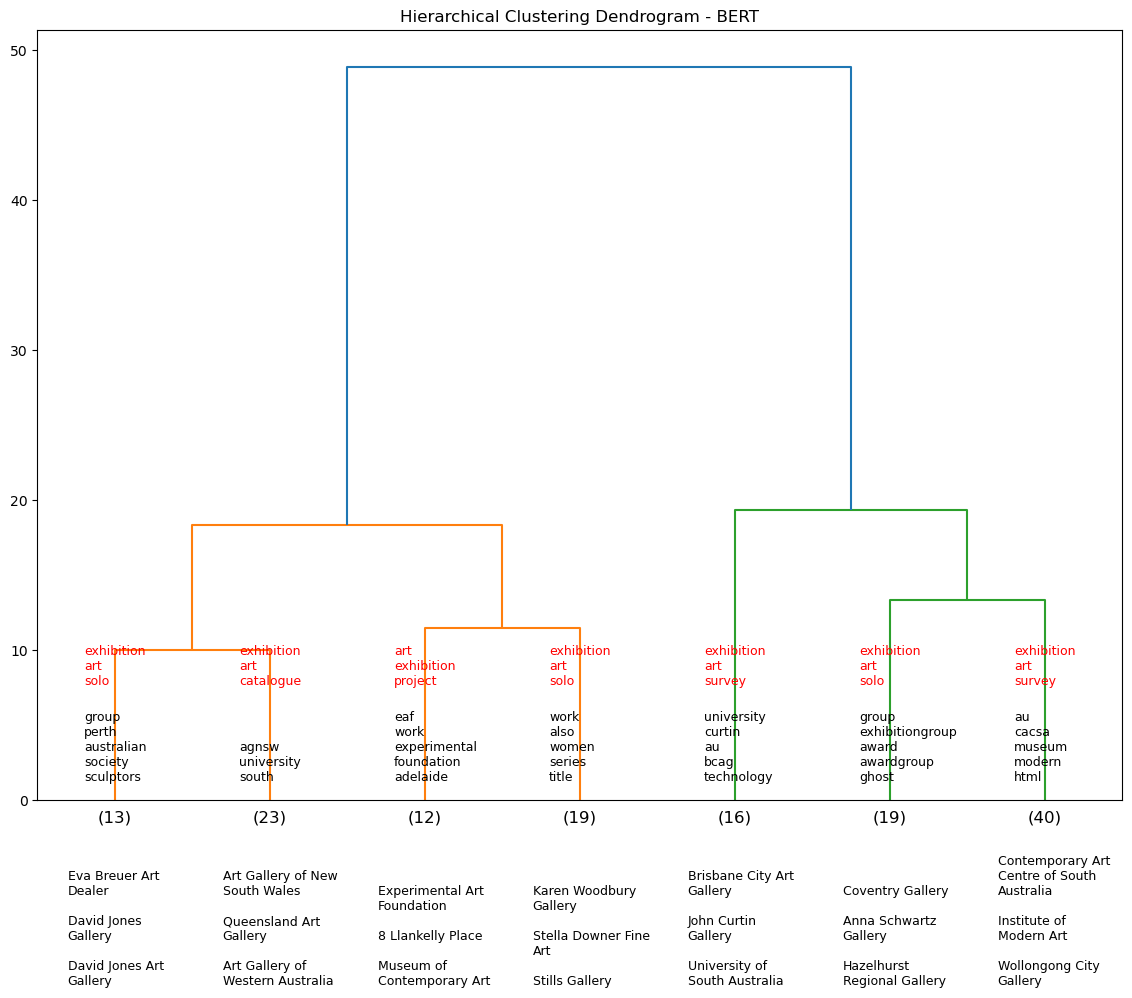 Hierarchical Clustering Dendrogram - BERT
50
40
30
20
10
0
exhibition
art
solo
group
perth
australian
society
sculptors
(13)
Eva Breuer Art
Dealer
David Jones
Gallery
David Jones Art
Gallery
exhibition
art
catalogue
agnsw
university
south
(23)
Art Gallery of New
South Wales
Queensland Art
Gallery
Art Gallery of
Western Australia
art
exhibition
project
eaf
work
experimental
foundation
adelaide
(12)
Experimental Art
Foundation
8 Llankelly Place
Museum of
Contemporary Art
exhibition
art
solo
work
also
women
series
title
(19)
Karen Woodbury
Gallery
Stella Downer Fine
Art
Stills Gallery
exhibition
art
survey
university
curtin
au
bcag
technology
(16)
Brisbane City Art
Gallery
John Curtin
Gallery
University of
South Australia
exhibition
art
solo
group
exhibitiongroup
award
awardgroup
ghost
(19)
Coventry Gallery
Anna Schwartz
Gallery
Hazelhurst
Regional Gallery
exhibition
art
survey
au
cacsa
museum
modern
html
(40)
Contemporary Art
Centre of South
Australia
Institute of
Modern Art
Wollongong City
Gallery